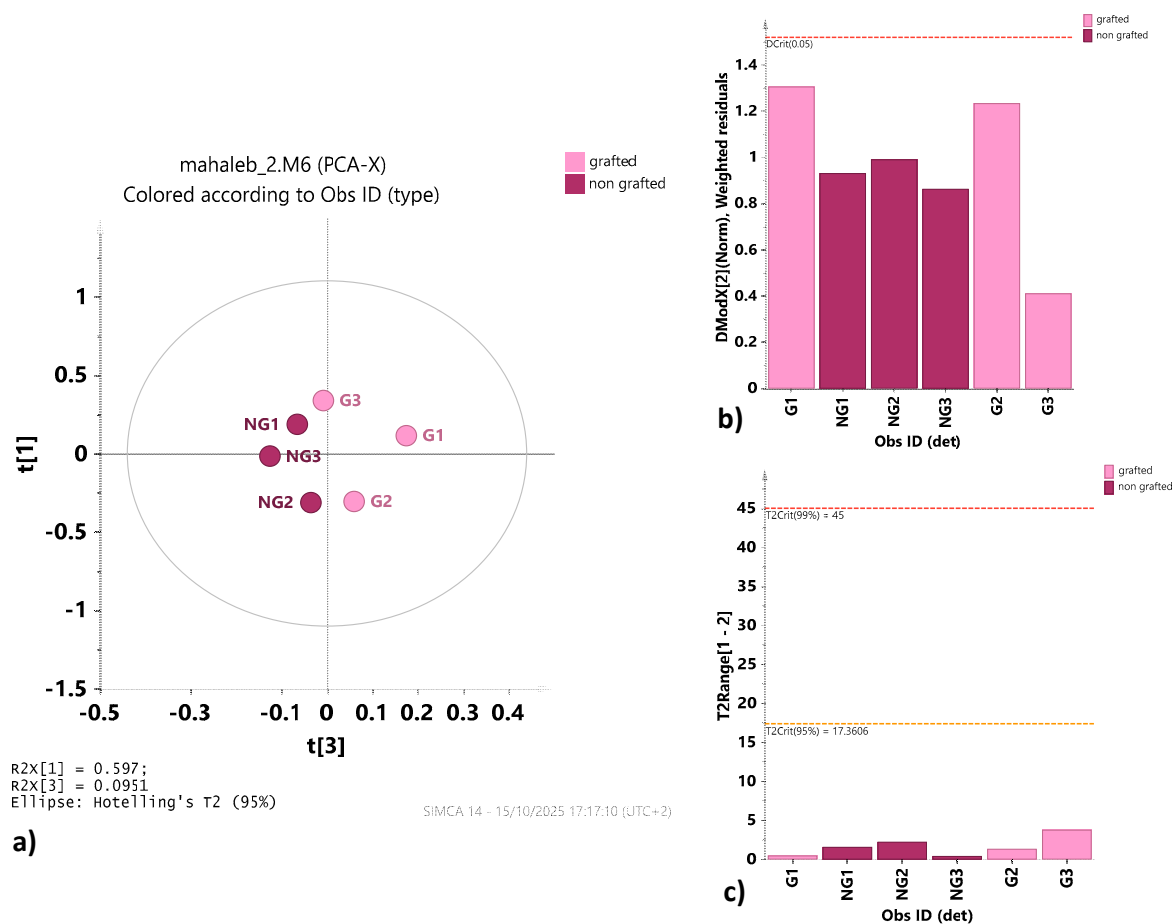 mahaleb_2.M6 (PCA-X)
Colored according to Obs ID (type)
grafted
non grafted
t[1]
1
0.5
0
-0.5
-1
-1.5
G3
NG1
G1
NG3
NG2
G2
-0.5
-0.3
-0.1
0
0.1
0.2
0.3
0.4
t[3]
R2X[1] = 0.597;
R2X[3] = 0.0951
Ellipse: Hotelling's T2 (95%)
SIMCA 14 - 15/10/2025 17:17:10 (UTC+2)
a)
grafted
non grafted
DCrit(0.05)
DModX[2](Norm), Weighted residuals
1.4
1.2
1
0.8
0.6
0.4
0.2
0
G1
NG1
NG2
NG3
G2
G3
Obs ID (det)
b)
grafted
non grafted
T2Crit(99%) = 45
T2Crit(95%) = 17.3606
T2Range[1 - 2]
45
40
35
30
25
20
15
10
5
0
G1
NG1
NG2
NG3
G2
G3
Obs ID (det)
c)